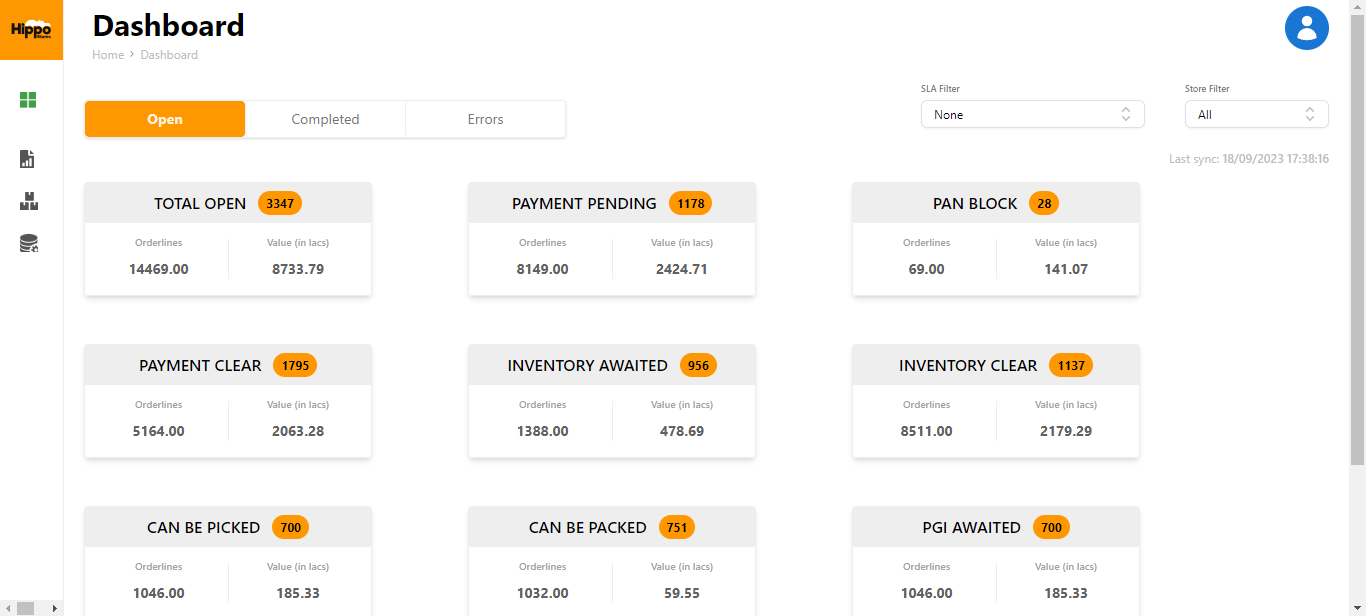 Hippo
Stores
Dashboard
Home > Dashboard
SLA Filter
Store Filter
Open
Completed
Errors
None
All
Last sync: 18/09/2023 17:38:16
TOTAL OPEN 3347
Orderlines Value (in lacs)
14469.00 8733.79
PAYMENT PENDING 1178
Orderlines Value (in lacs)
8149.00 2424.71
PAN BLOCK 28
Orderlines Value (in lacs)
69.00 141.07
PAYMENT CLEAR 1795
Orderlines Value (in lacs)
5164.00 2063.28
INVENTORY AWAITED 956
Orderlines Value (in lacs)
1388.00 478.69
INVENTORY CLEAR 1137
Orderlines Value (in lacs)
8511.00 2179.29
CAN BE PICKED 700
Orderlines Value (in lacs)
1046.00 185.33
CAN BE PACKED 751
Orderlines Value (in lacs)
1032.00 59.55
PGI AWAITED 700
Orderlines Value (in lacs)
1046.00 185.33